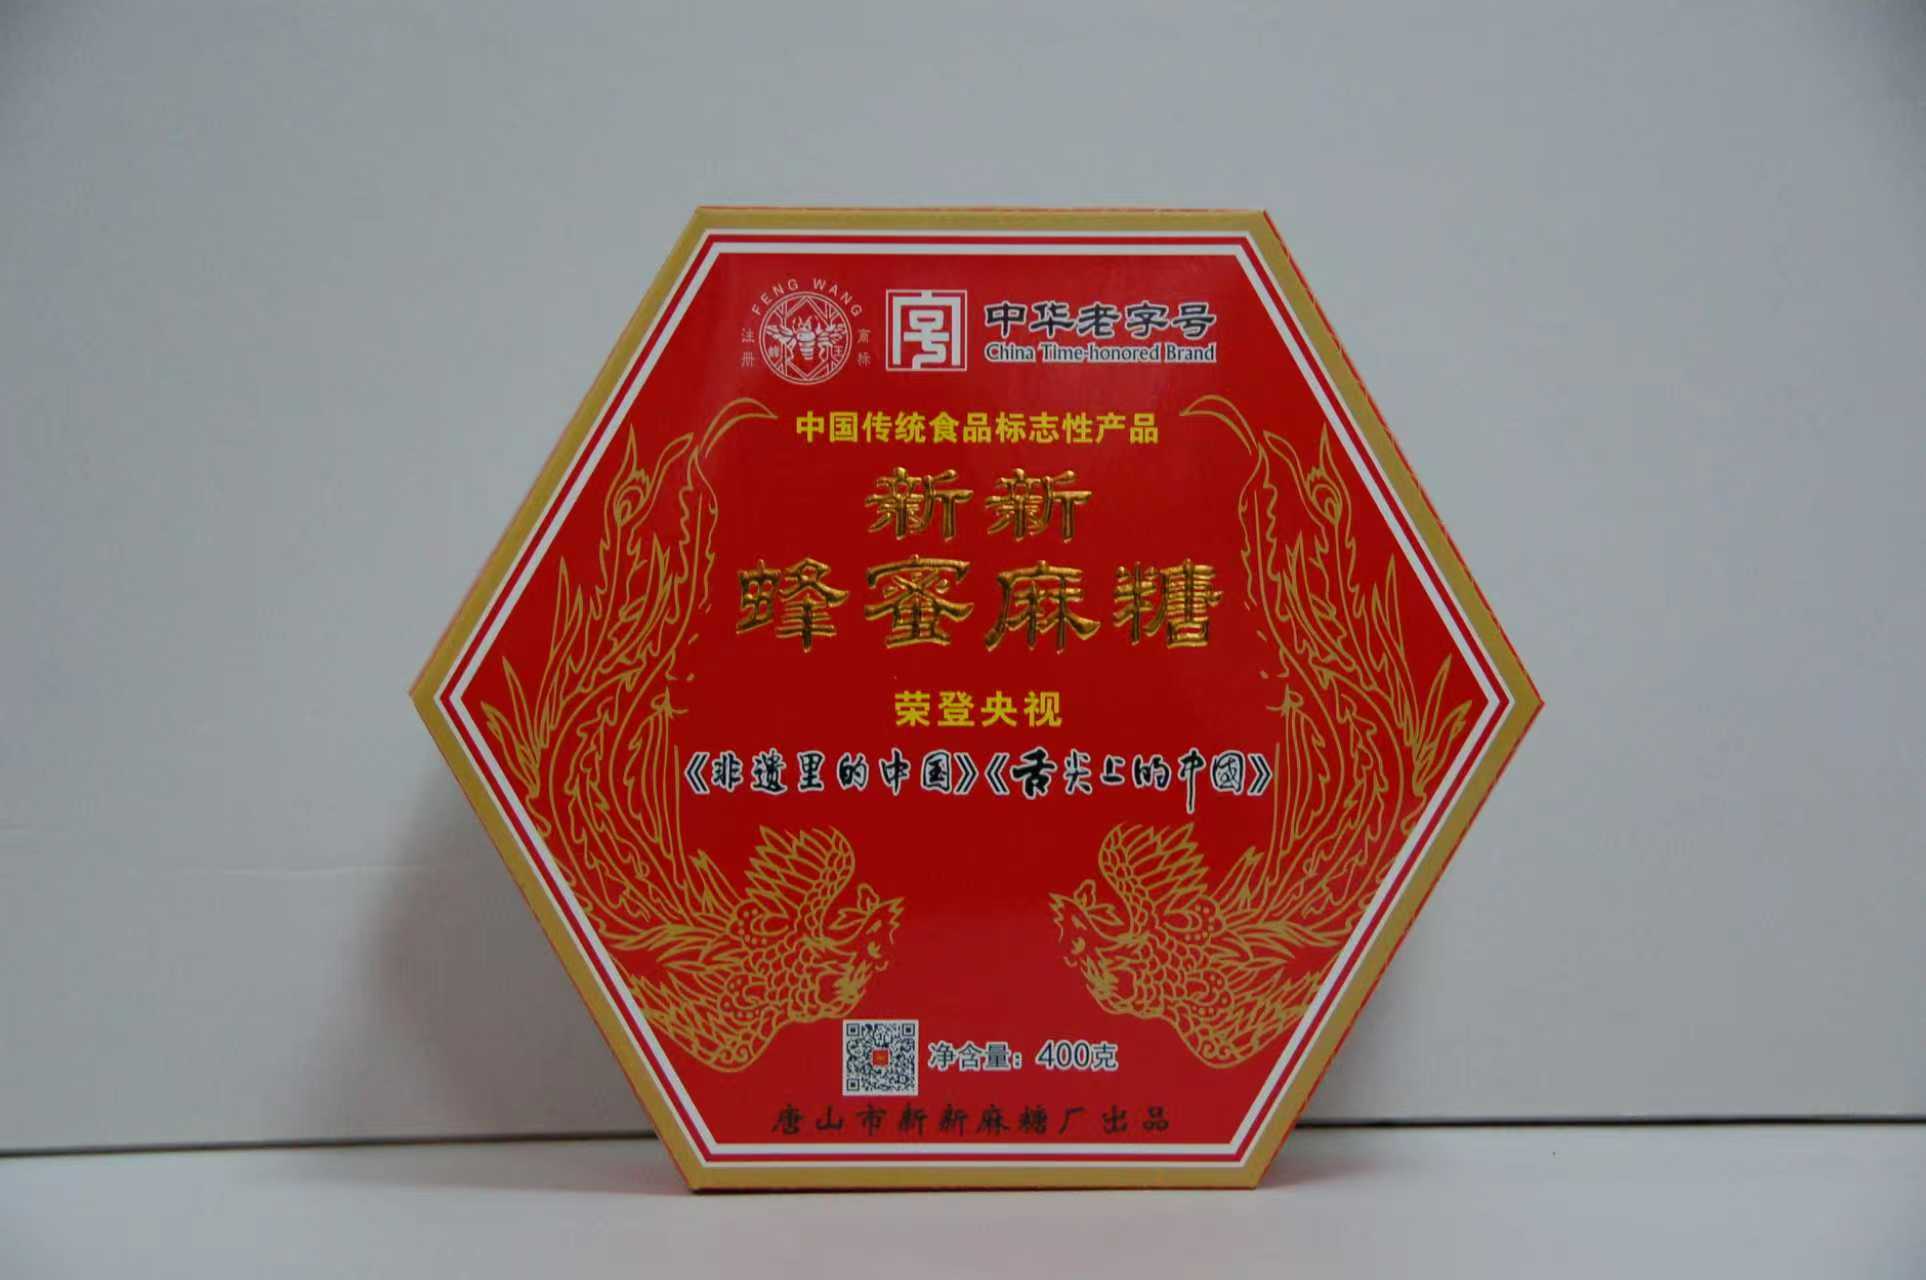 FENG WANG
注册 商标
蜂王
中华老字号
China Time-honored Brand
中国传统食品标志性产品
新新
蜂蜜麻糖
荣登央视
《非遗里的中国》《舌尖上的中國》
净含量：400克
唐山市新新麻糖厂出品